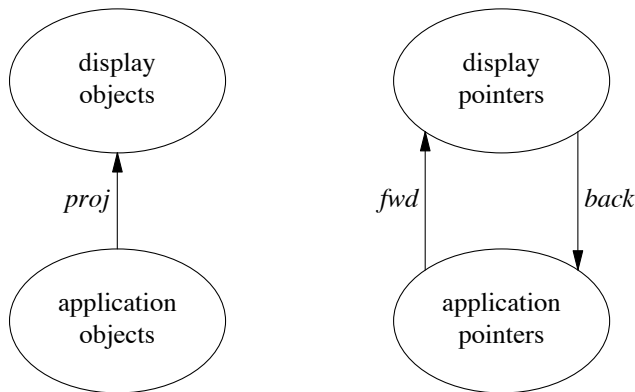 display
objects
display
pointers
proj
fwd
back
application
objects
application
pointers